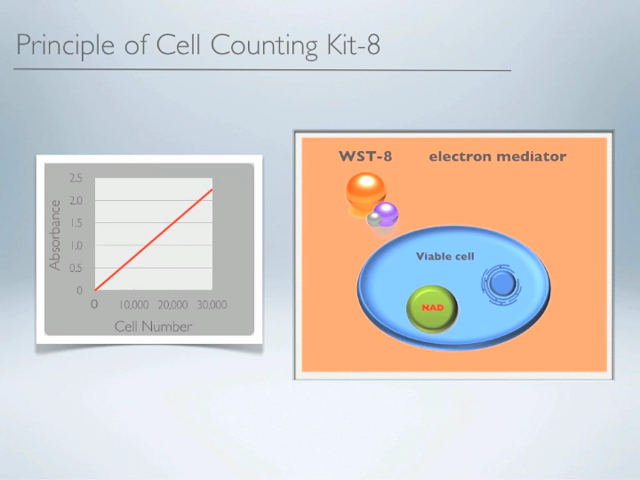 Principle of Cell Counting Kit-8
2.5
2.0
1.5
1.0
0.5
0
Absorbance
0 10,000 20,000 30,000
Cell Number
WST-8 electron mediator
Viable cell
NAD